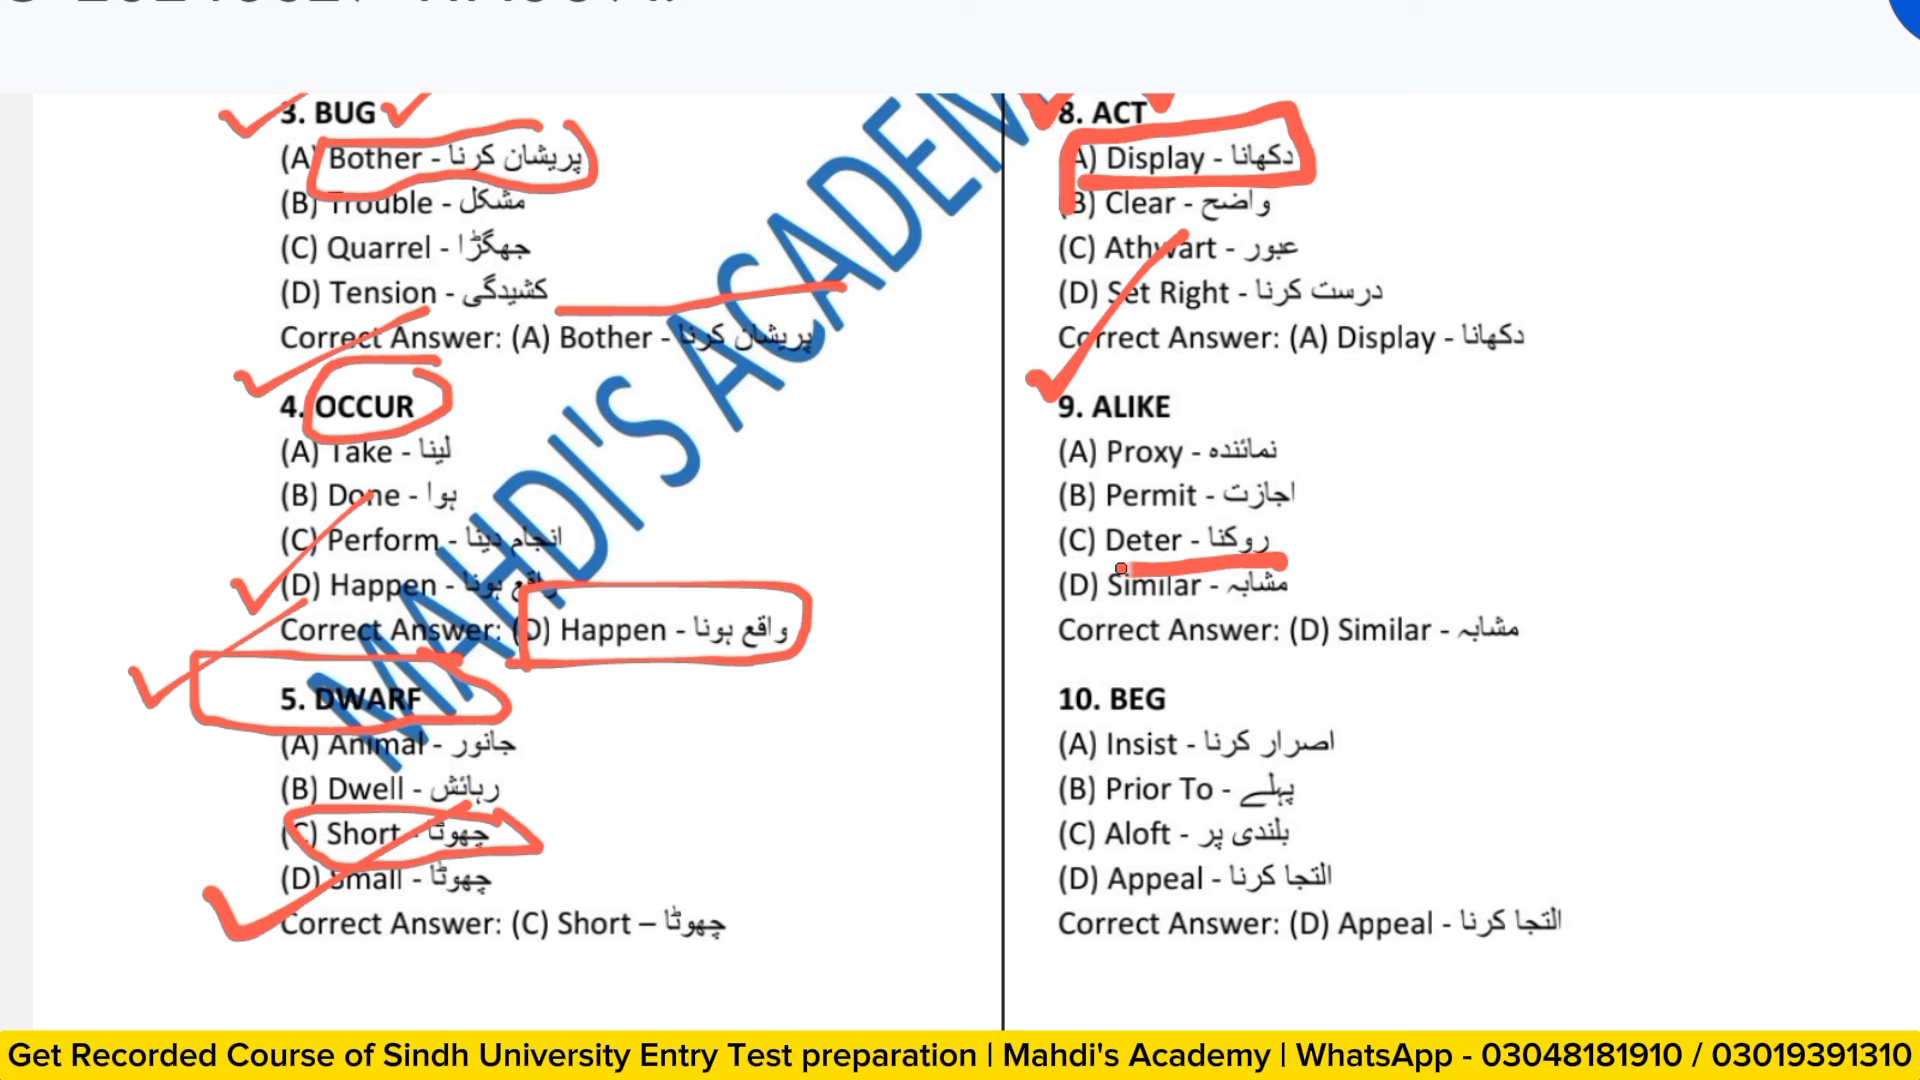 3. BUG
(A) Bother - پریشان کرنا
(B) Trouble - مشکل
(C) Quarrel - جھگڑا
(D) Tension - کشیدگی
Correct Answer: (A) Bother - پریشان کرنا
4. OCCUR
(A) Take - لینا
(B) Done - ہوا
(C) Perform - انجام دینا
(D) Happen - واقع ہونا
Correct Answer: (D) Happen - واقع ہونا
5. DWARF
(A) Animal - جانور
(B) Dwell - رہائش
(C) Short - چھوٹا
(D) Small - چھوٹا
Correct Answer: (C) Short – چھوٹا
8. ACT
(A) Display - دکھانا
(B) Clear - واضح
(C) Athwart - عبور
(D) Set Right - درست کرنا
Correct Answer: (A) Display - دکھانا
9. ALIKE
(A) Proxy - نمائندہ
(B) Permit - اجازت
(C) Deter - روکنا
(D) Similar - مشابہ
Correct Answer: (D) Similar - مشابہ
10. BEG
(A) Insist - اصرار کرنا
(B) Prior To - پہلے
(C) Aloft - بلندی پر
(D) Appeal - التجا کرنا
Correct Answer: (D) Appeal - التجا کرنا
MAHDI'S ACADEM
Get Recorded Course of Sindh University Entry Test preparation | Mahdi's Academy | WhatsApp - 03048181910 / 03019391310